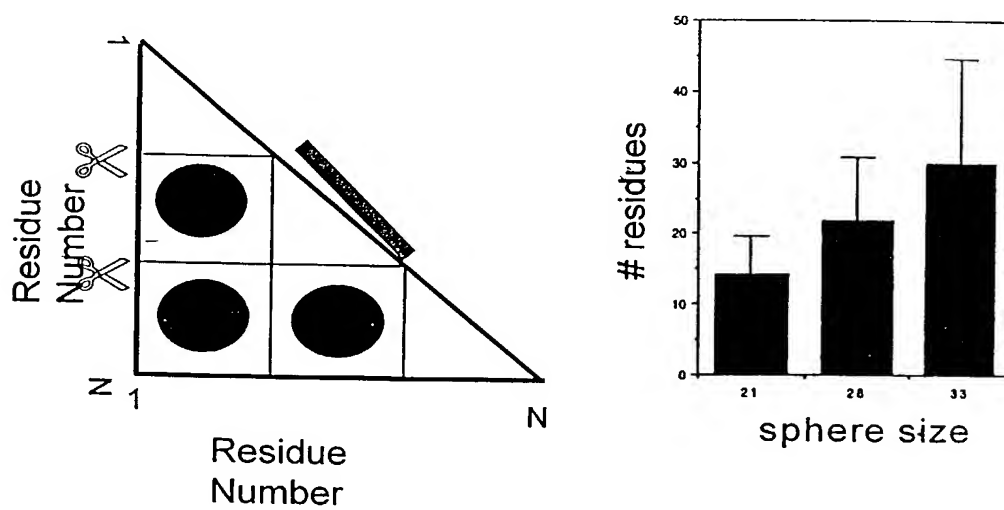 1
Residue
Number
N
1
N
Residue
Number
50
40
30
20
10
0
# residues
21
28
33
sphere size